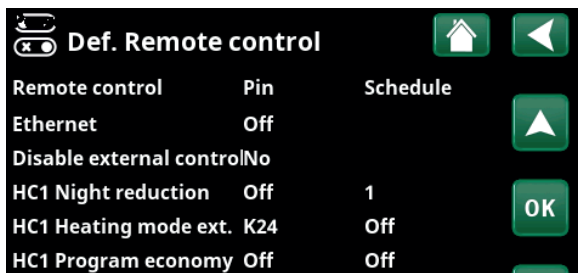 Def. Remote control
Remote control Pin Schedule
Ethernet Off
Disable external control No
HC1 Night reduction Off 1
OK
HC1 Heating mode ext. K24 Off
HC1 Program economy Off Off